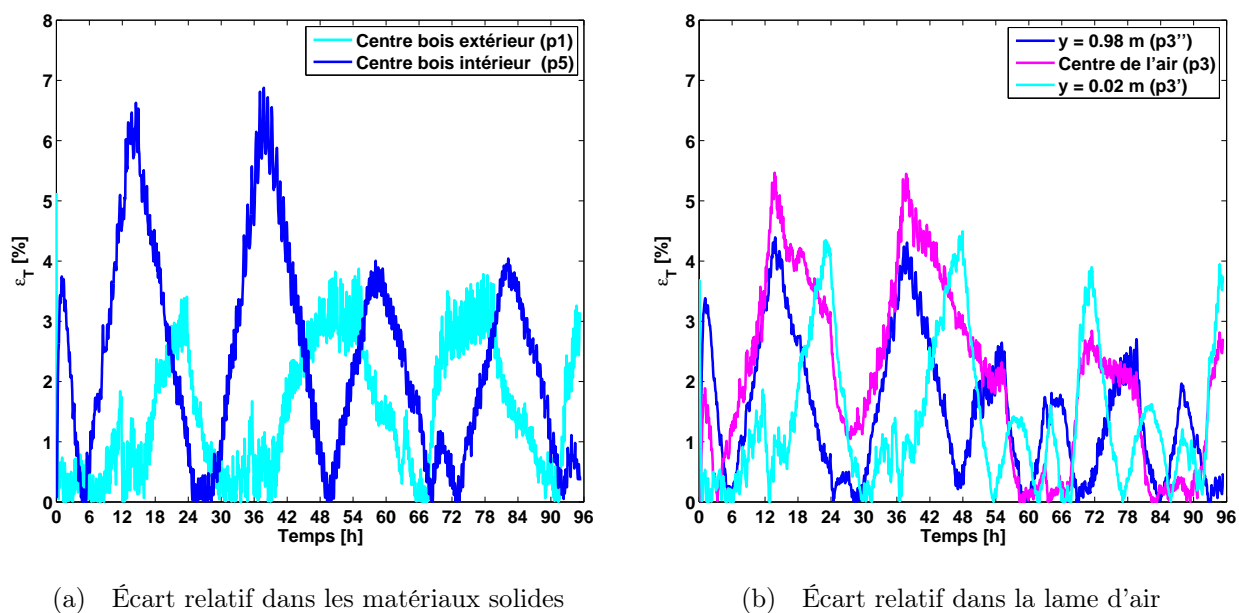 8
7
6
5
4
3
2
1
0
ε_T [%]
0 6 12 18 24 30 36 42 48 54 60 66 72 78 84 90 96
Temps [h]
Centre bois extérieur (p1)
Centre bois intérieur (p5)
(a) Écart relatif dans les matériaux solides
8
7
6
5
4
3
2
1
0
ε_T [%]
0 6 12 18 24 30 36 42 48 54 60 66 72 78 84 90 96
Temps [h]
y = 0.98 m (p3'')
Centre de l'air (p3)
y = 0.02 m (p3')
(b) Écart relatif dans la lame d'air